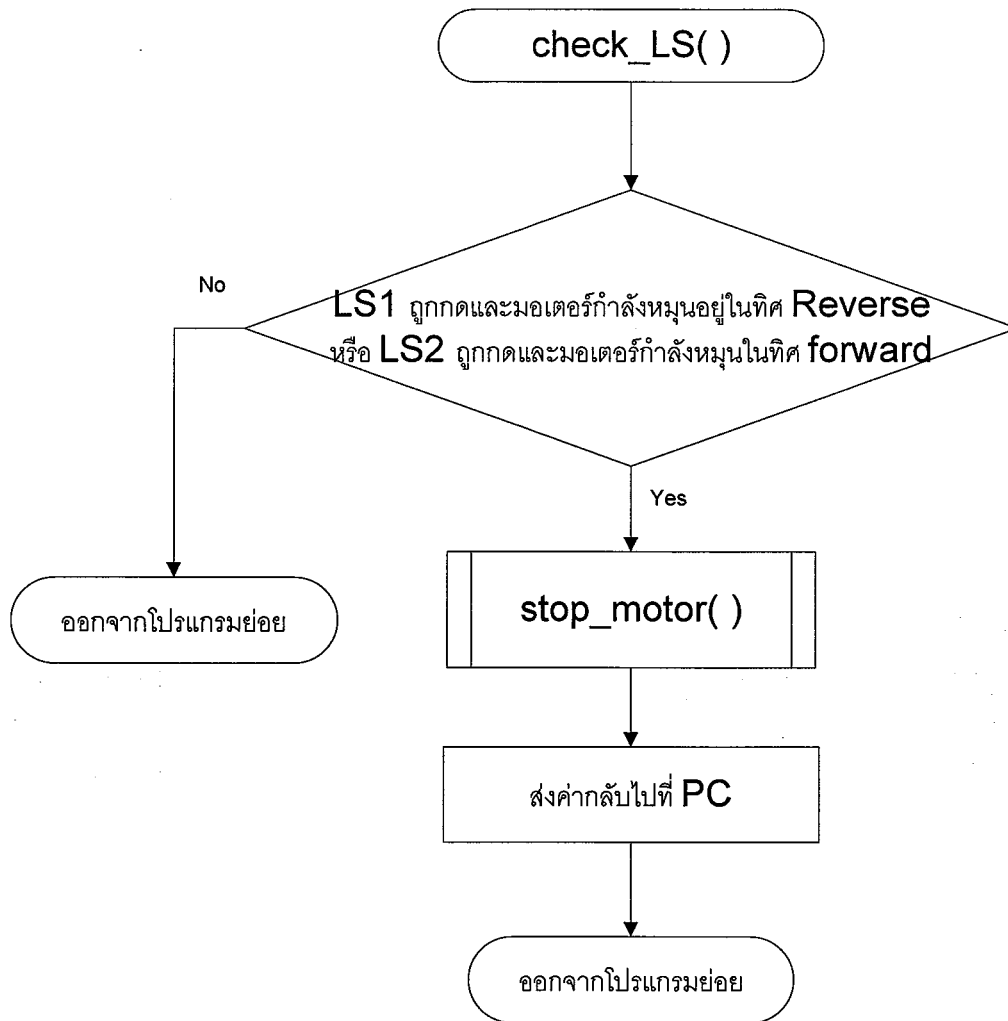 check_LS( )
No
LS1 ถูกกดและมอเตอร์กำลังหมุนอยู่ในทิศ Reverse
หรือ LS2 ถูกกดและมอเตอร์กำลังหมุนในทิศ forward
Yes
ออกจากโปรแกรมย่อย
stop_motor( )
ส่งค่ากลับไปที่ PC
ออกจากโปรแกรมย่อย